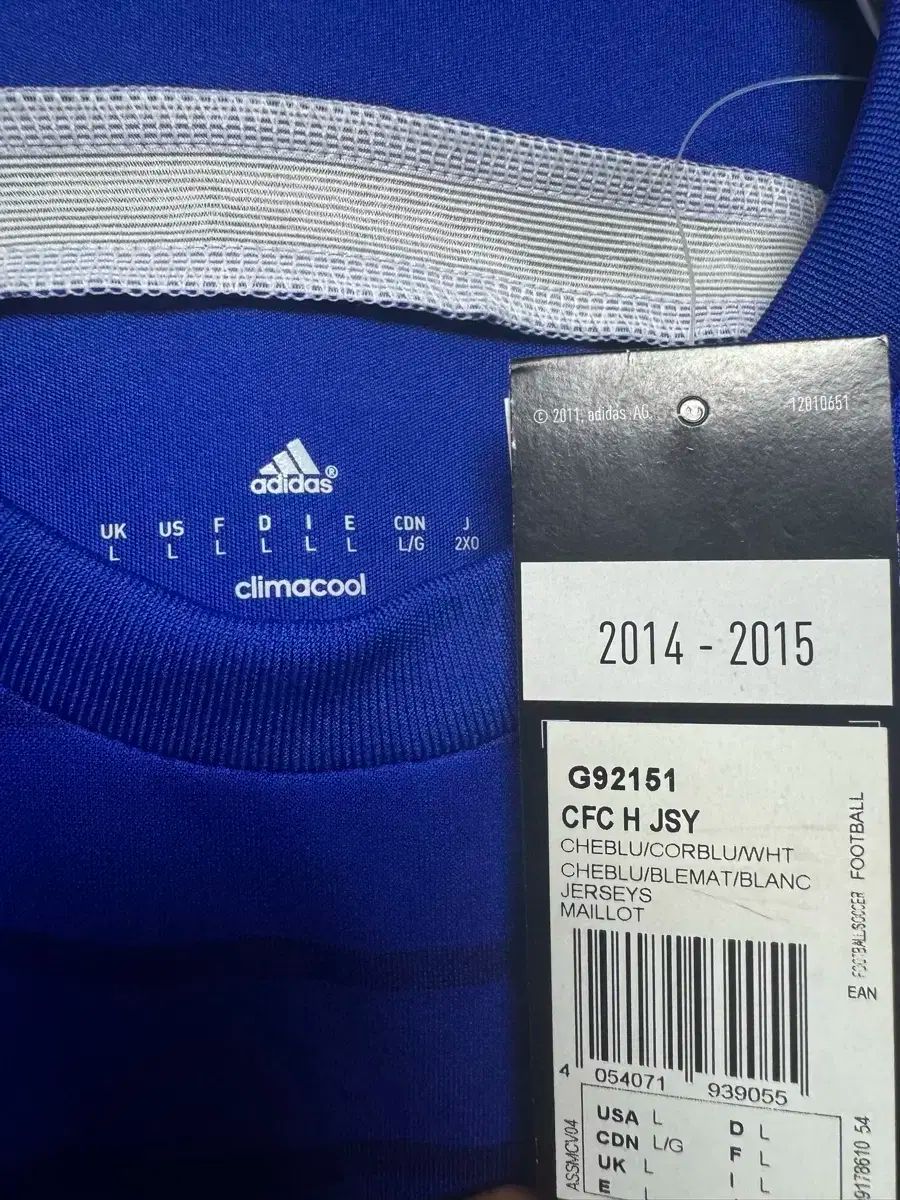 adidas®
UK US F D I E CDN J
L L L L L L L/G 2XO
climacool
© 2011, adidas AG. 12010651
2014 - 2015
G92151
CFC H JSY
CHEBLU/CORBLU/WHT
CHEBLU/BLEMAT/BLANC
JERSEYS
MAILLOT
FOOTBALL/SOCCER FOOTBALL
EAN
4 054071 939055
USA L D L
CDN L/G F L
UK L I L
E L
ASSMCV04
9178610 54